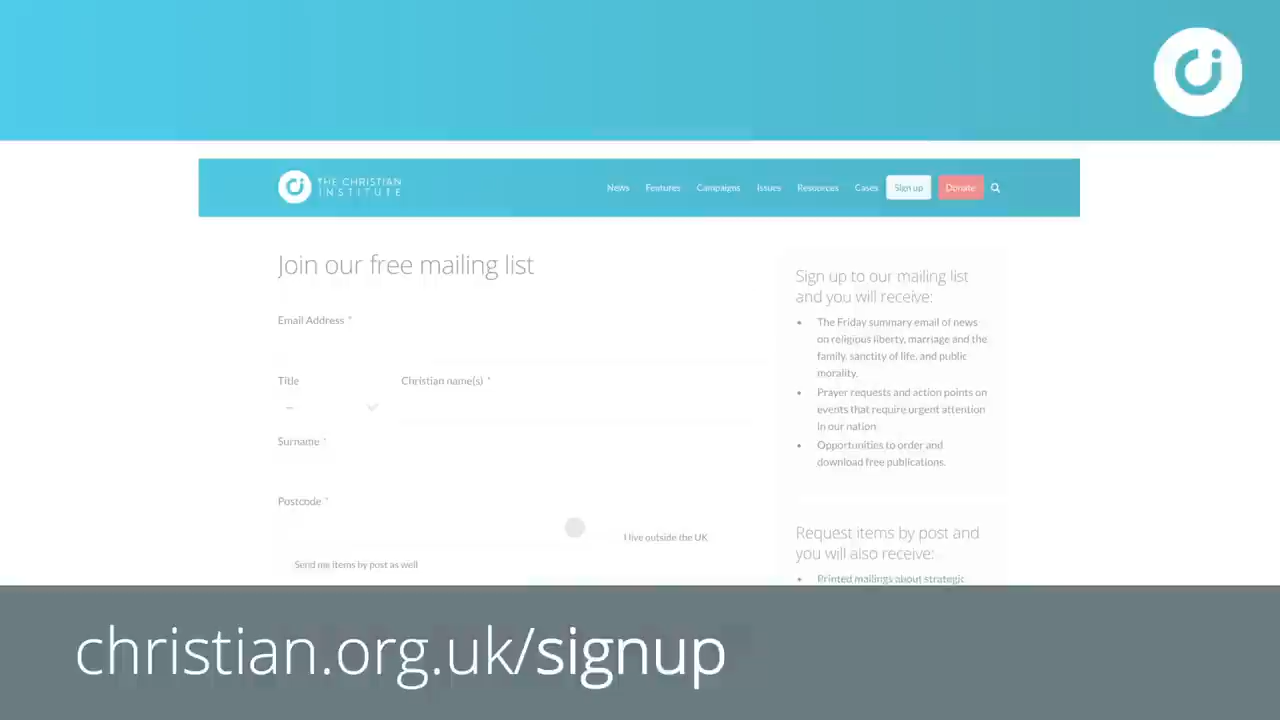 THE CHRISTIAN
INSTITUTE
News Features Campaigns Issues Resources Cases Sign up Donate
Join our free mailing list
Email Address *
Title
Christian name(s) *
Surname *
Postcode *
I live outside the UK
Send me items by post as well
Sign up to our mailing list
and you will receive:
• The Friday summary email of news
on religious liberty, marriage and the
family, sanctity of life, and public
morality.
• Prayer requests and action points on
events that require urgent attention
in our nation
• Opportunities to order and
download free publications.
Request items by post and
you will also receive:
• Printed mailings about strategic
christian.org.uk/signup